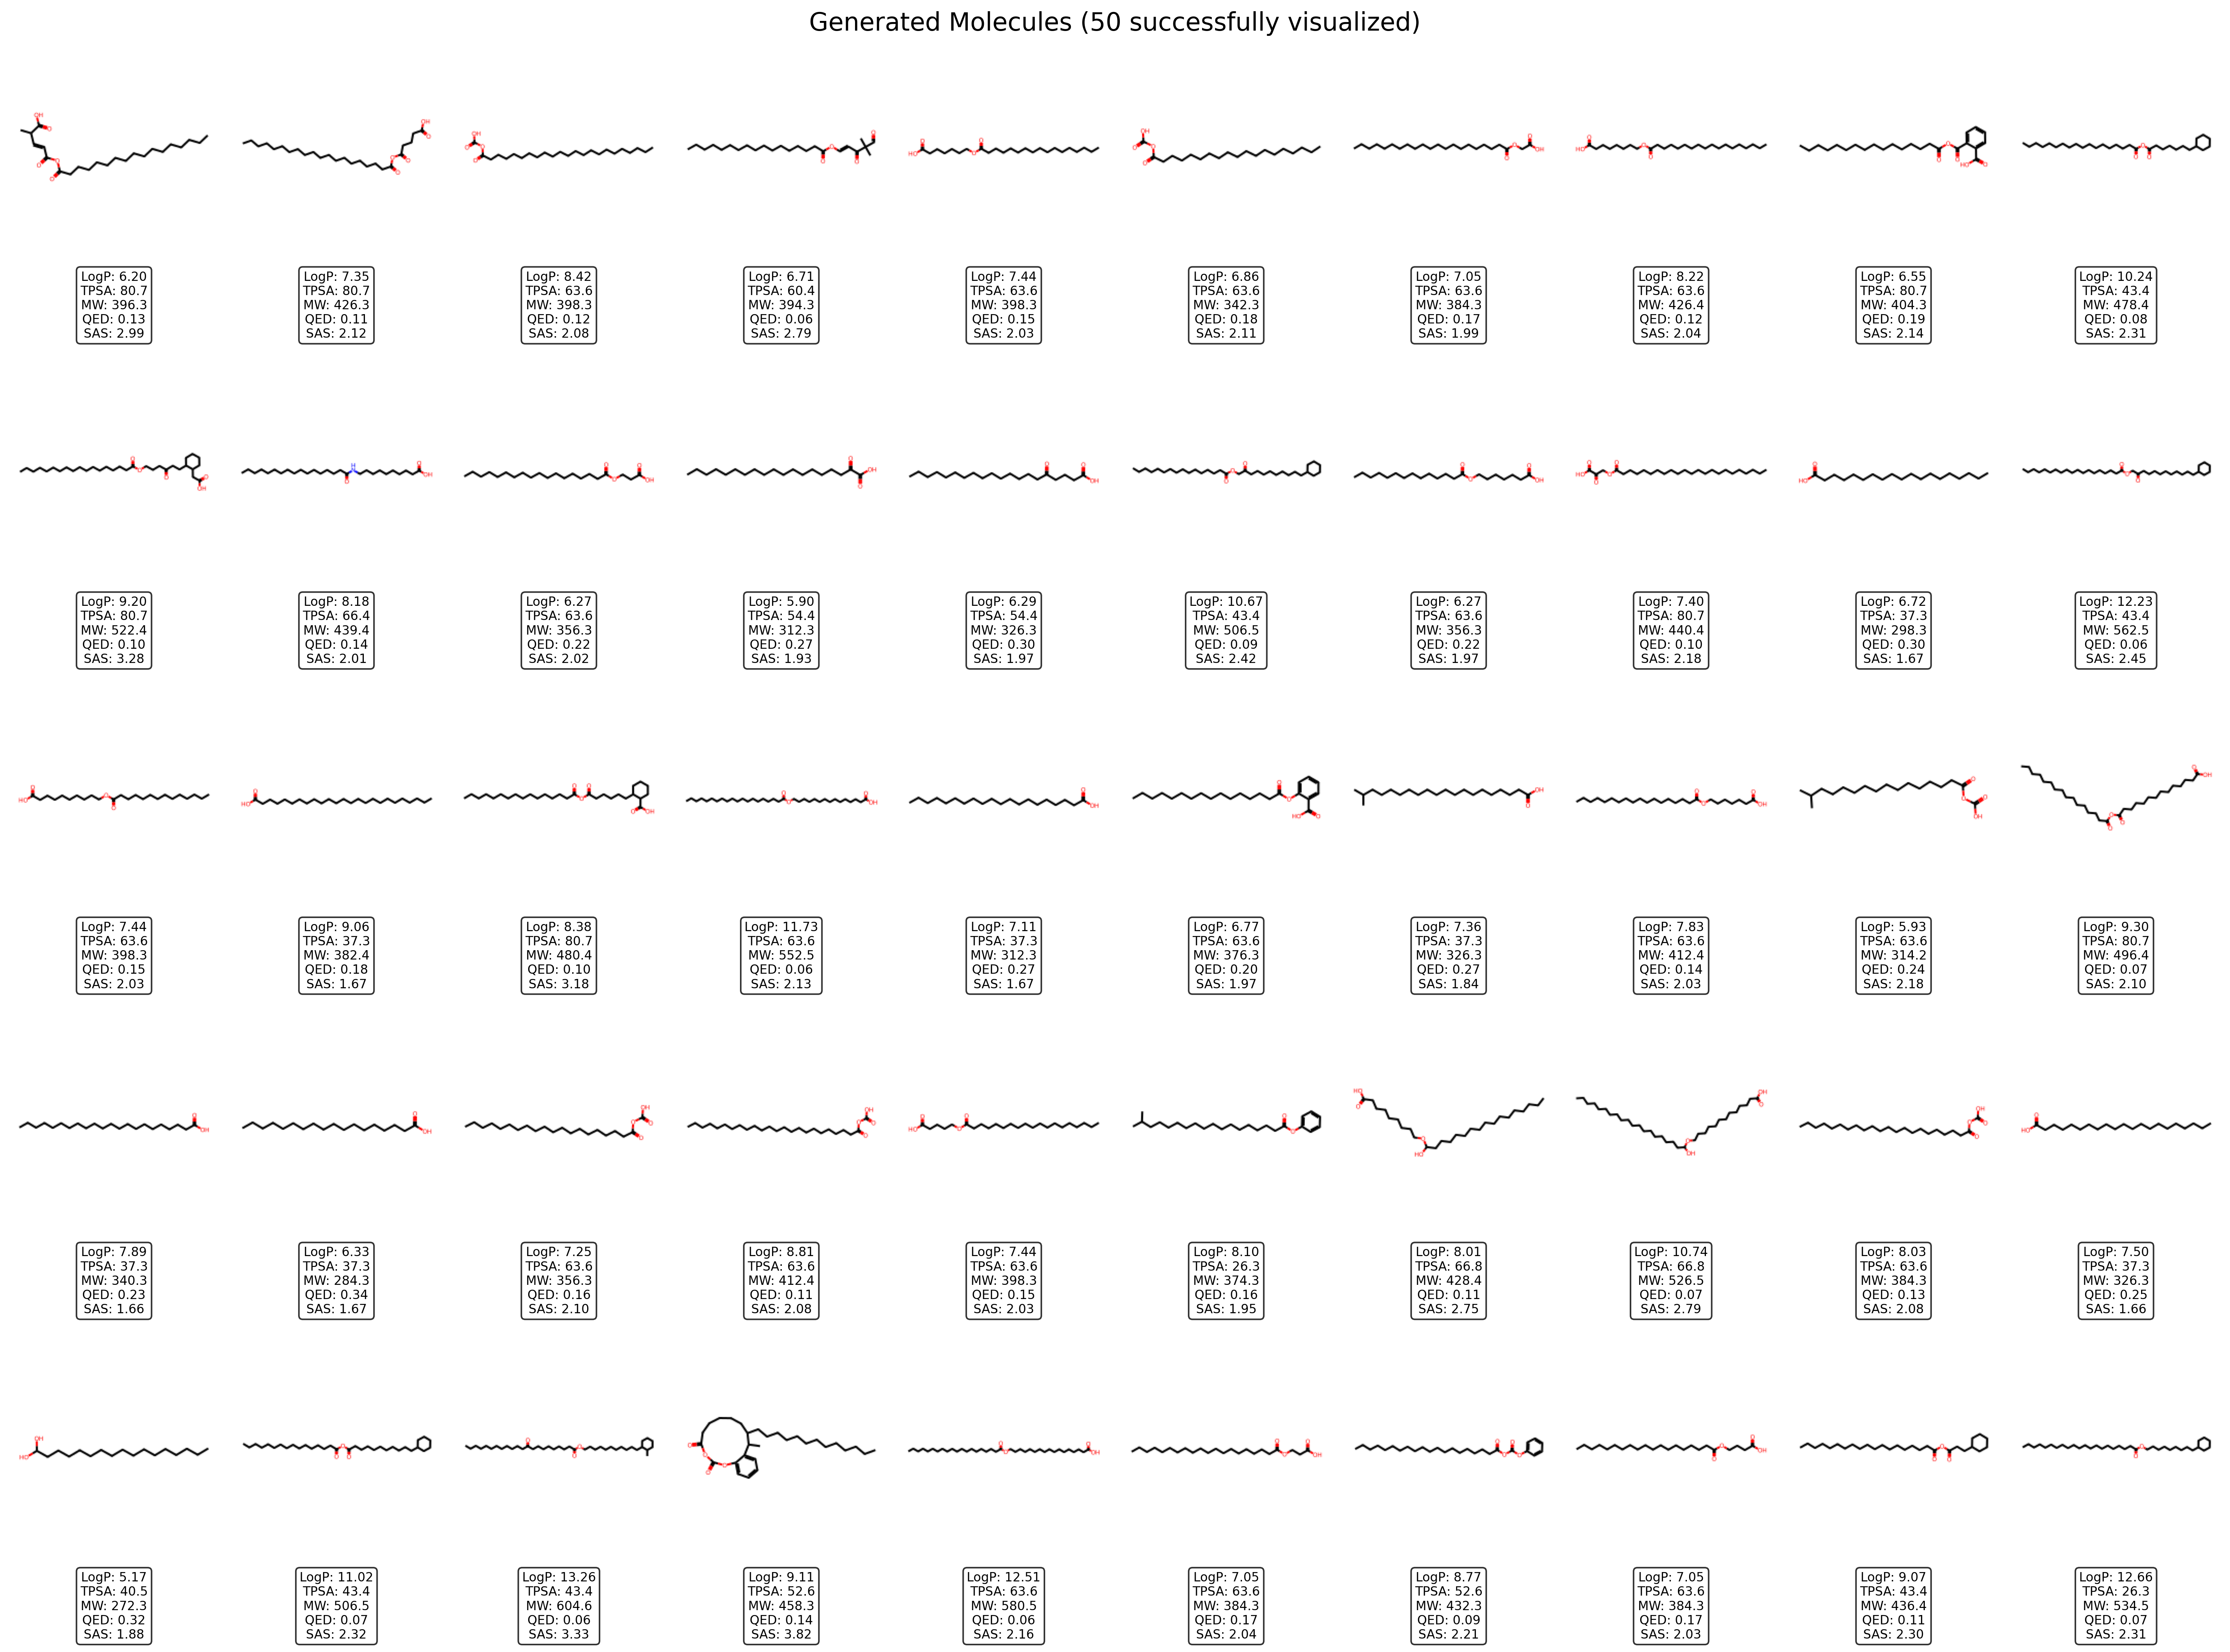 Generated Molecules (50 successfully visualized)
LogP: 6.20
TPSA: 80.7
MW: 396.3
QED: 0.13
SAS: 2.99
LogP: 7.35
TPSA: 80.7
MW: 426.3
QED: 0.11
SAS: 2.12
LogP: 8.42
TPSA: 63.6
MW: 398.3
QED: 0.12
SAS: 2.08
LogP: 6.71
TPSA: 60.4
MW: 394.3
QED: 0.06
SAS: 2.79
LogP: 7.44
TPSA: 63.6
MW: 398.3
QED: 0.15
SAS: 2.03
LogP: 6.86
TPSA: 63.6
MW: 342.3
QED: 0.18
SAS: 2.11
LogP: 7.05
TPSA: 63.6
MW: 384.3
QED: 0.17
SAS: 1.99
LogP: 8.22
TPSA: 63.6
MW: 426.4
QED: 0.12
SAS: 2.04
LogP: 6.55
TPSA: 80.7
MW: 404.3
QED: 0.19
SAS: 2.14
LogP: 10.24
TPSA: 43.4
MW: 478.4
QED: 0.08
SAS: 2.31
LogP: 9.20
TPSA: 80.7
MW: 522.4
QED: 0.10
SAS: 3.28
LogP: 8.18
TPSA: 66.4
MW: 439.4
QED: 0.14
SAS: 2.01
LogP: 6.27
TPSA: 63.6
MW: 356.3
QED: 0.22
SAS: 2.02
LogP: 5.90
TPSA: 54.4
MW: 312.3
QED: 0.27
SAS: 1.93
LogP: 6.29
TPSA: 54.4
MW: 326.3
QED: 0.30
SAS: 1.97
LogP: 10.67
TPSA: 43.4
MW: 506.5
QED: 0.09
SAS: 2.42
LogP: 6.27
TPSA: 63.6
MW: 356.3
QED: 0.22
SAS: 1.97
LogP: 7.40
TPSA: 80.7
MW: 440.4
QED: 0.10
SAS: 2.18
LogP: 6.72
TPSA: 37.3
MW: 298.3
QED: 0.30
SAS: 1.67
LogP: 12.23
TPSA: 43.4
MW: 562.5
QED: 0.06
SAS: 2.45
LogP: 7.44
TPSA: 63.6
MW: 398.3
QED: 0.15
SAS: 2.03
LogP: 9.06
TPSA: 37.3
MW: 382.4
QED: 0.18
SAS: 1.67
LogP: 8.38
TPSA: 80.7
MW: 480.4
QED: 0.10
SAS: 3.18
LogP: 11.73
TPSA: 63.6
MW: 552.5
QED: 0.06
SAS: 2.13
LogP: 7.11
TPSA: 37.3
MW: 312.3
QED: 0.27
SAS: 1.67
LogP: 6.77
TPSA: 63.6
MW: 376.3
QED: 0.20
SAS: 1.97
LogP: 7.36
TPSA: 37.3
MW: 326.3
QED: 0.27
SAS: 1.84
LogP: 7.83
TPSA: 63.6
MW: 412.4
QED: 0.14
SAS: 2.03
LogP: 5.93
TPSA: 63.6
MW: 314.2
QED: 0.24
SAS: 2.18
LogP: 9.30
TPSA: 80.7
MW: 496.4
QED: 0.07
SAS: 2.10
LogP: 7.89
TPSA: 37.3
MW: 340.3
QED: 0.23
SAS: 1.66
LogP: 6.33
TPSA: 37.3
MW: 284.3
QED: 0.34
SAS: 1.67
LogP: 7.25
TPSA: 63.6
MW: 356.3
QED: 0.16
SAS: 2.10
LogP: 8.81
TPSA: 63.6
MW: 412.4
QED: 0.11
SAS: 2.08
LogP: 7.44
TPSA: 63.6
MW: 398.3
QED: 0.15
SAS: 2.03
LogP: 8.10
TPSA: 26.3
MW: 374.3
QED: 0.16
SAS: 1.95
LogP: 8.01
TPSA: 66.8
MW: 428.4
QED: 0.11
SAS: 2.75
LogP: 10.74
TPSA: 66.8
MW: 526.5
QED: 0.07
SAS: 2.79
LogP: 8.03
TPSA: 63.6
MW: 384.3
QED: 0.13
SAS: 2.08
LogP: 7.50
TPSA: 37.3
MW: 326.3
QED: 0.25
SAS: 1.66
LogP: 5.17
TPSA: 40.5
MW: 272.3
QED: 0.32
SAS: 1.88
LogP: 11.02
TPSA: 43.4
MW: 506.5
QED: 0.07
SAS: 2.32
LogP: 13.26
TPSA: 43.4
MW: 604.6
QED: 0.06
SAS: 3.33
LogP: 9.11
TPSA: 52.6
MW: 458.3
QED: 0.14
SAS: 3.82
LogP: 12.51
TPSA: 63.6
MW: 580.5
QED: 0.06
SAS: 2.16
LogP: 7.05
TPSA: 63.6
MW: 384.3
QED: 0.17
SAS: 2.04
LogP: 8.77
TPSA: 52.6
MW: 432.3
QED: 0.09
SAS: 2.21
LogP: 7.05
TPSA: 63.6
MW: 384.3
QED: 0.17
SAS: 2.03
LogP: 9.07
TPSA: 43.4
MW: 436.4
QED: 0.11
SAS: 2.30
LogP: 12.66
TPSA: 26.3
MW: 534.5
QED: 0.07
SAS: 2.31